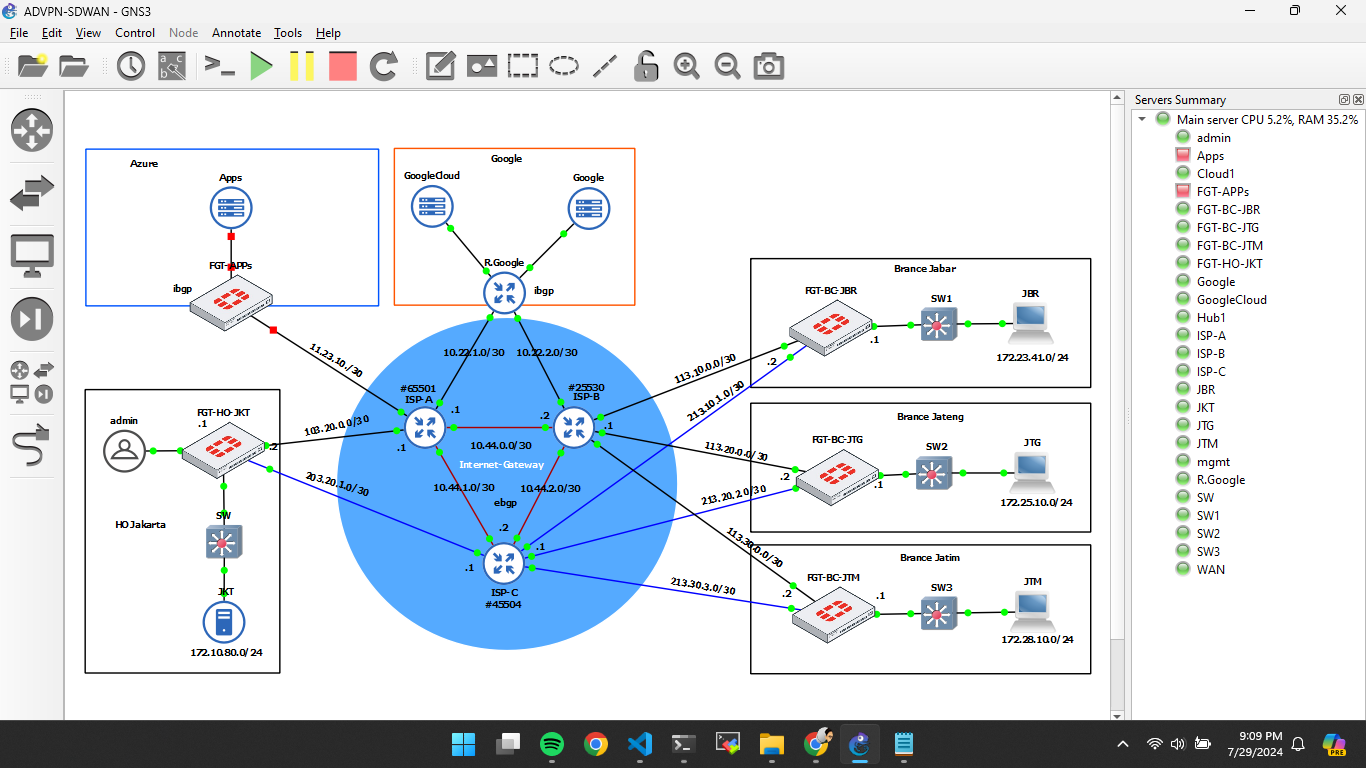 ADVPN-SDWAN - GNS3
File Edit View Control Node Annotate Tools Help
Servers Summary
Main server CPU 5.2%, RAM 35.2%
admin
Apps
Cloud1
FGT-APPs
FGT-BC-JBR
FGT-BC-JTG
FGT-BC-JTM
FGT-HO-JKT
Google
GoogleCloud
Hub1
ISP-A
ISP-B
ISP-C
JBR
JKT
JTG
JTM
mgmt
R.Google
SW
SW1
SW2
SW3
WAN
Azure
Apps
FGT-APPs
ibgp
Google
GoogleCloud
Google
R.Google
ibgp
11.23.10./30
10.22.1.0/30
10.22.2.0/30
#65501
ISP-A
.1
.1
#25530
ISP-B
.2
.1
10.44.0.0/30
Internet-Gateway
10.44.1.0/30
10.44.2.0/30
ebgp
.2
.1
.1
ISP-C
#45504
admin
FGT-HO-JKT
.1
.2
103.20.0.0/30
203.20.1.0/30
HO Jakarta
SW
JKT
172.10.80.0/24
113.10.0.0/30
213.10.1.0/30
113.20.0.0/30
213.20.2.0/30
113.30.0.0/30
213.30.3.0/30
Brance Jabar
FGT-BC-JBR
SW1
JBR
.1
.2
172.23.41.0/24
Brance Jateng
FGT-BC-JTG
SW2
JTG
.2
.1
172.25.10.0/24
Brance Jatim
FGT-BC-JTM
SW3
JTM
.2
.1
172.28.10.0/24
9:09 PM
7/29/2024
PRE